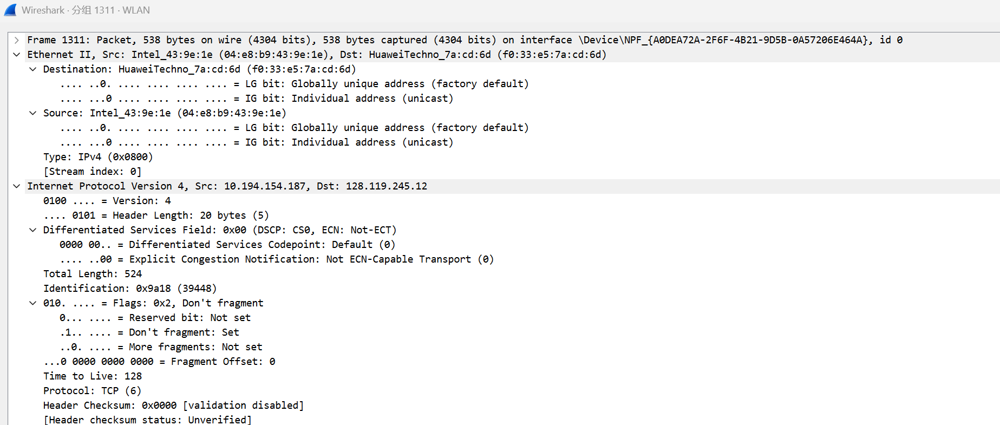 Wireshark · 分组 1311 · WLAN
Frame 1311: Packet, 538 bytes on wire (4304 bits), 538 bytes captured (4304 bits) on interface \Device\NPF_{A0DEA72A-2F6F-4B21-9D5B-0A57206E464A}, id 0
Ethernet II, Src: Intel_43:9e:1e (04:e8:b9:43:9e:1e), Dst: HuaweiTechno_7a:cd:6d (f0:33:e5:7a:cd:6d)
Destination: HuaweiTechno_7a:cd:6d (f0:33:e5:7a:cd:6d)
.... ..0. .... .... .... .... = LG bit: Globally unique address (factory default)
.... ...0 .... .... .... .... = IG bit: Individual address (unicast)
Source: Intel_43:9e:1e (04:e8:b9:43:9e:1e)
.... ..0. .... .... .... .... = LG bit: Globally unique address (factory default)
.... ...0 .... .... .... .... = IG bit: Individual address (unicast)
Type: IPv4 (0x0800)
[Stream index: 0]
Internet Protocol Version 4, Src: 10.194.154.187, Dst: 128.119.245.12
0100 .... = Version: 4
.... 0101 = Header Length: 20 bytes (5)
Differentiated Services Field: 0x00 (DSCP: CS0, ECN: Not-ECT)
0000 00.. = Differentiated Services Codepoint: Default (0)
.... ..00 = Explicit Congestion Notification: Not ECN-Capable Transport (0)
Total Length: 524
Identification: 0x9a18 (39448)
010. .... = Flags: 0x2, Don't fragment
0... .... = Reserved bit: Not set
.1.. .... = Don't fragment: Set
..0. .... = More fragments: Not set
...0 0000 0000 0000 = Fragment Offset: 0
Time to Live: 128
Protocol: TCP (6)
Header Checksum: 0x0000 [validation disabled]
[Header checksum status: Unverified]